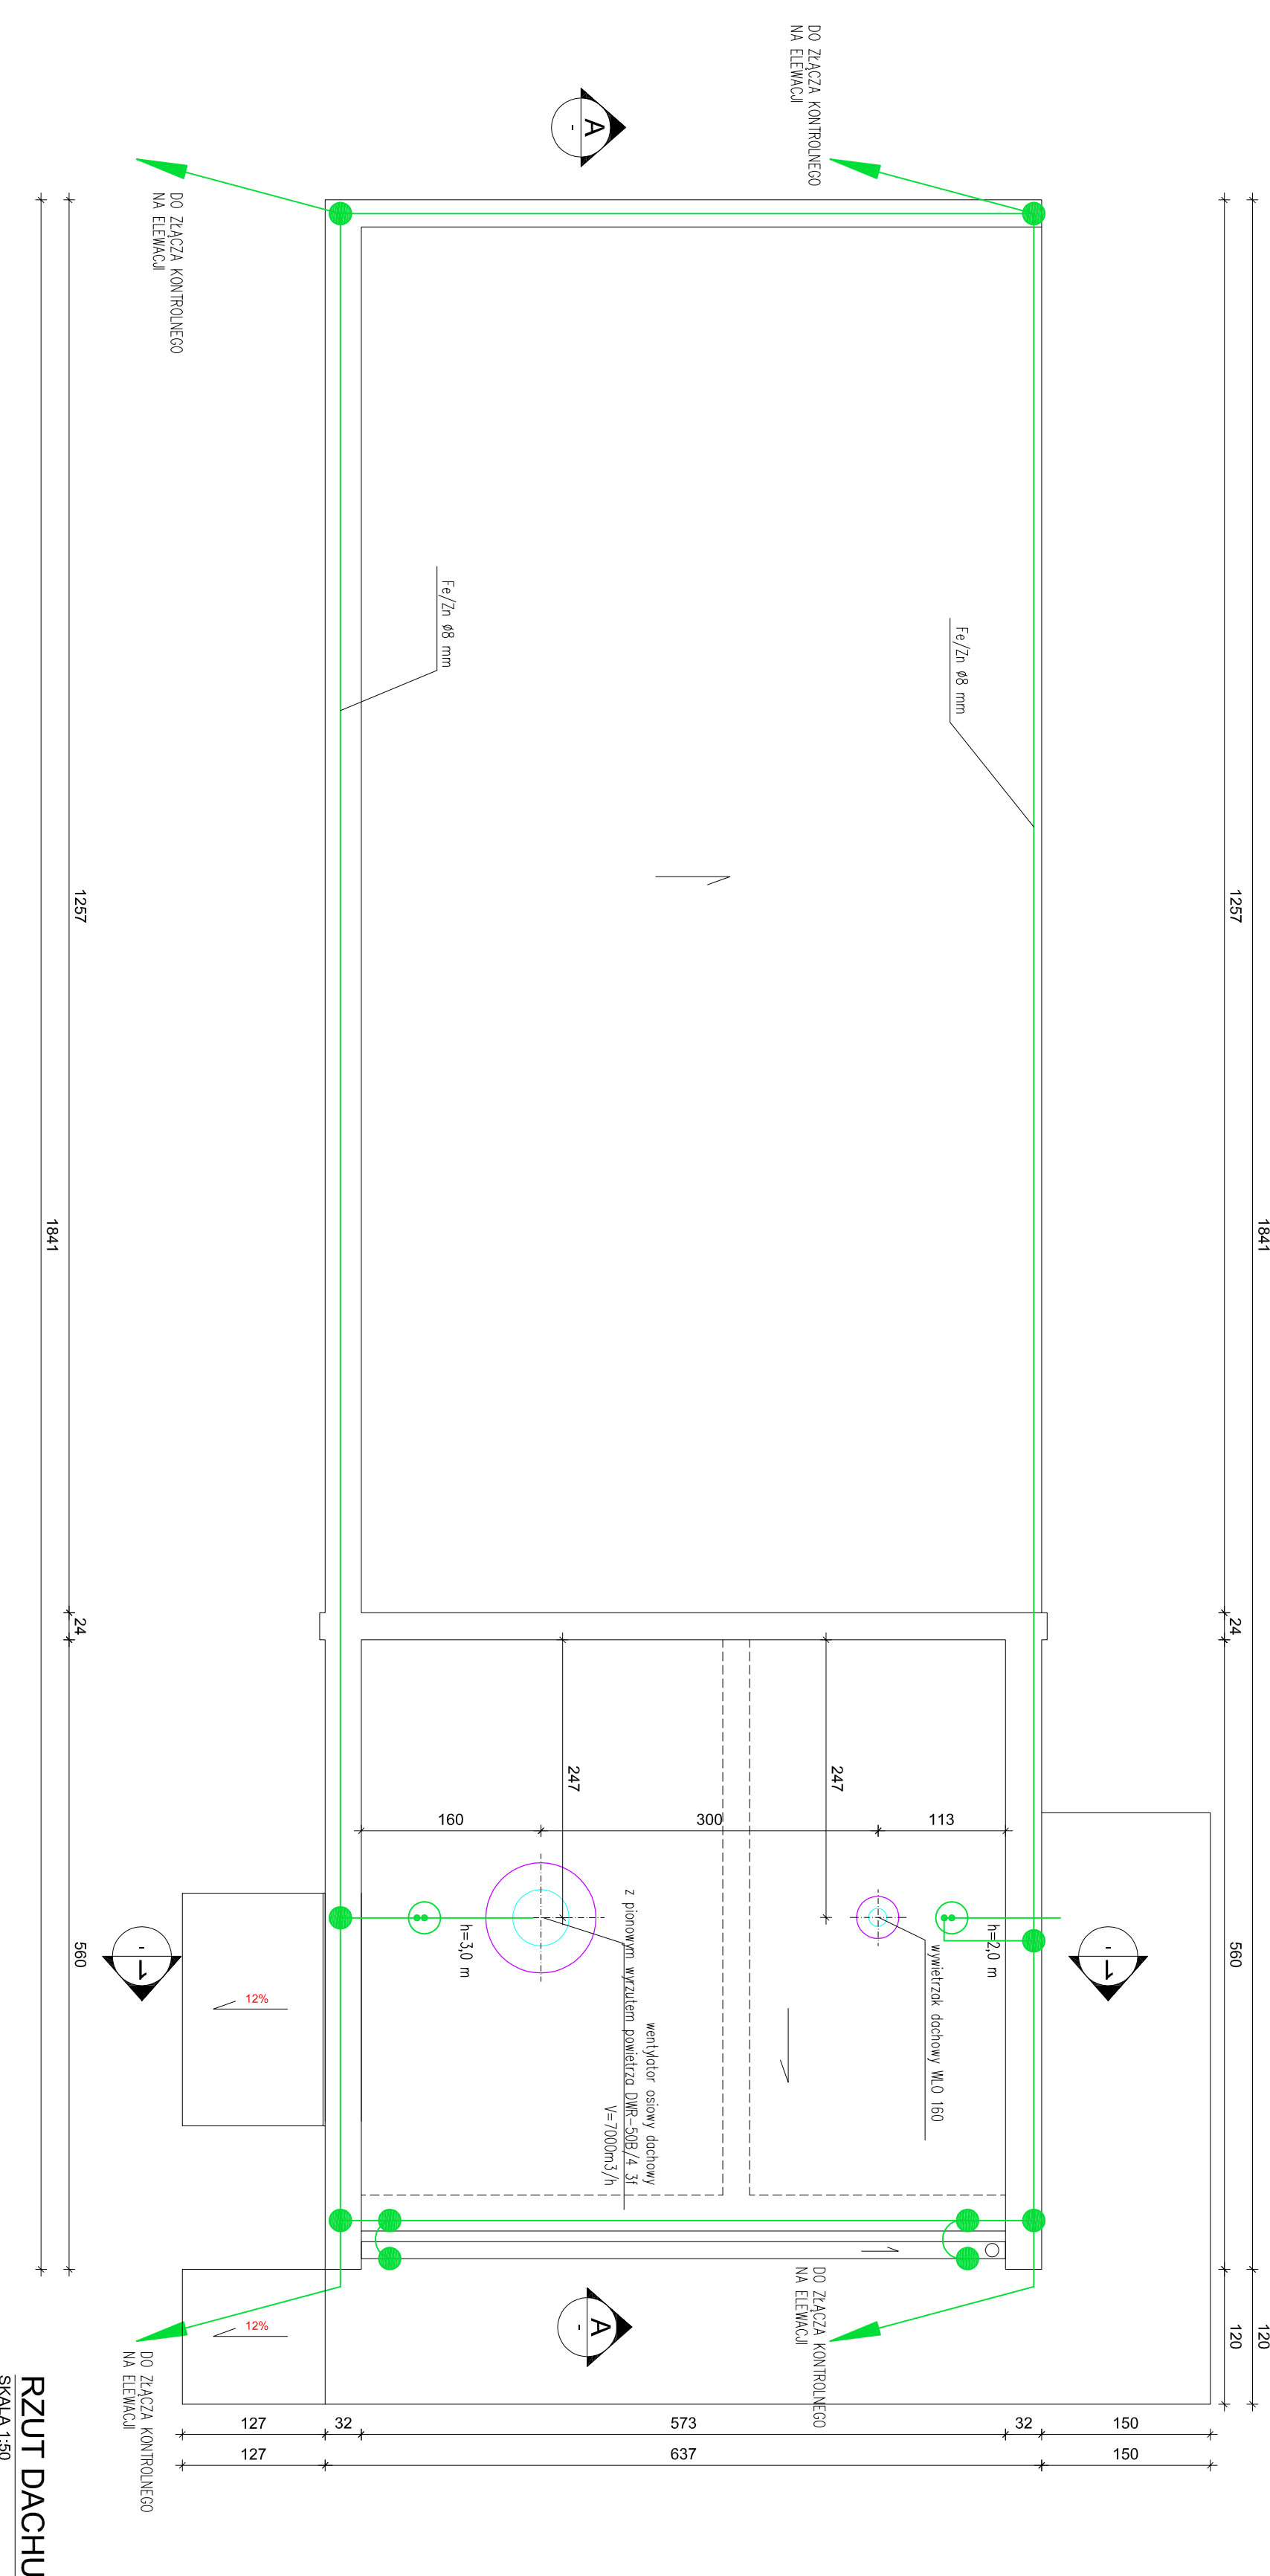 1841
120
1257
24
560
120
DO ZŁĄCZA KONTROLNEGO
NA ELEWACJI
A
-
Fe/Zn ø8 mm
h=2,0 m
1
-
wywietrzak dachowy WLO 160
113
247
300
247
160
wentylator osiowy dachowy
z pionowym wyrzutem powietrza DWR-50B/4 3f
V=7000m3/h
DO ZŁĄCZA KONTROLNEGO
NA ELEWACJI
A
-
Fe/Zn ø8 mm
h=3,0 m
DO ZŁĄCZA KONTROLNEGO
NA ELEWACJI
1
-
12%
12%
DO ZŁĄCZA KONTROLNEGO
NA ELEWACJI
127
32
573
32
150
127
637
150
1257
24
560
1841
RZUT DACHU
SKALA 1:50